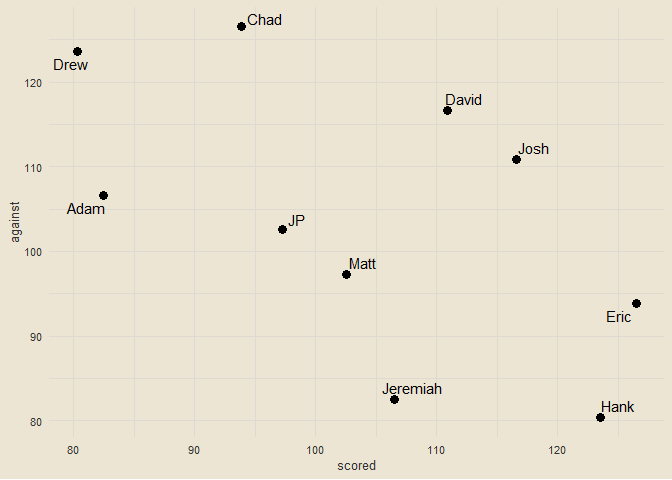 Chad
Drew
120
David
Josh
110
Adam
JP
against
100
Matt
Eric
90
Jeremiah
Hank
80
80
90
100
110
120
scored